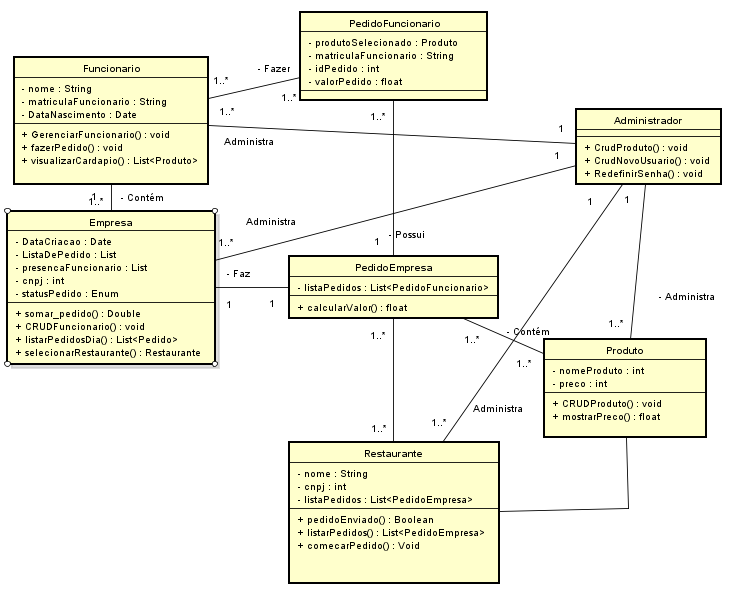 PedidoFuncionario
- produtoSelecionado : Produto
- matriculaFuncionario : String
- idPedido : int
- valorPedido : float
Funcionario
- nome : String
- matriculaFuncionario : String
- DataNascimento : Date
+ GerenciarFuncionario() : void
+ fazerPedido() : void
+ visualizarCardapio() : List<Produto>
- Fazer
1..*
1..*
1..*
1..*
Administra
1
Administrador
+ CrudProduto() : void
+ CrudNovoUsuario() : void
+ RedefinirSenha() : void
1
1
1
1
1..*
- Contém
Empresa
- DataCriacao : Date
- ListaDePedido : List
- presencaFuncionario : List
- cnpj : int
- statusPedido : Enum
+ somar_pedido() : Double
+ CRUDFuncionario() : void
+ listarPedidosDia() : List<Pedido>
+ selecionarRestaurante() : Restaurante
Administra
1..*
- Possui
1
- Faz
1
1
PedidoEmpresa
- listaPedidos : List<PedidoFuncionario>
+ calcularValor() : float
- Administra
1..*
1..*
1..*
- Contém
1..*
Produto
- nomeProduto : int
- preco : int
+ CRUDProduto() : void
+ mostrarPreco() : float
Administra
1..*
1..*
Restaurante
- nome : String
- cnpj : int
- listaPedidos : List<PedidoEmpresa>
+ pedidoEnviado() : Boolean
+ listarPedidos() : List<PedidoEmpresa>
+ comecarPedido() : Void